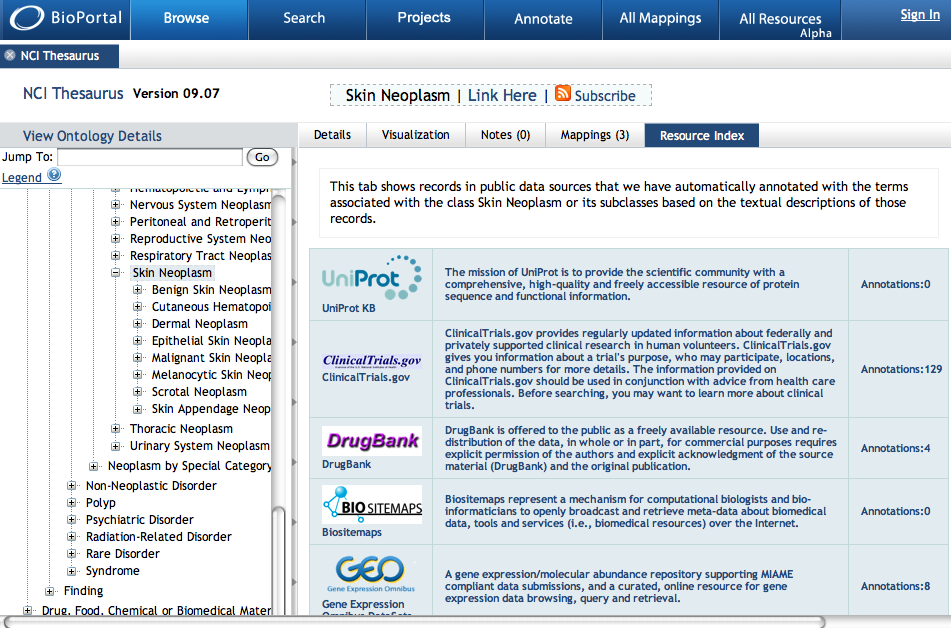 BioPortal
Browse
Search
Projects
Annotate
All Mappings
All Resources
Alpha
Sign In
NCI Thesaurus
NCI Thesaurus Version 09.07
Skin Neoplasm | Link Here | Subscribe
View Ontology Details
Jump To:
Go
Legend ?
Hematopoietic and Lymp
Nervous System Neoplasm
Peritoneal and Retroperit
Reproductive System Neo
Respiratory Tract Neoplas
Skin Neoplasm
Benign Skin Neoplasm
Cutaneous Hematopoi
Dermal Neoplasm
Epithelial Skin Neopla
Malignant Skin Neopla
Melanocytic Skin Neop
Scrotal Neoplasm
Skin Appendage Neop
Thoracic Neoplasm
Urinary System Neoplasm
Neoplasm by Special Category
Non-Neoplastic Disorder
Polyp
Psychiatric Disorder
Radiation-Related Disorder
Rare Disorder
Syndrome
Finding
Drug, Food, Chemical or Biomedical Mater
Details
Visualization
Notes (0)
Mappings (3)
Resource Index
This tab shows records in public data sources that we have automatically annotated with the terms
associated with the class Skin Neoplasm or its subclasses based on the textual descriptions of those
records.
UniProt
UniProt KB
The mission of UniProt is to provide the scientific community with a
comprehensive, high-quality and freely accessible resource of protein
sequence and functional information.
Annotations:0
ClinicalTrials.gov
ClinicalTrials.gov
ClinicalTrials.gov provides regularly updated information about federally and
privately supported clinical research in human volunteers. ClinicalTrials.gov
gives you information about a trial's purpose, who may participate, locations,
and phone numbers for more details. The information provided on
ClinicalTrials.gov should be used in conjunction with advice from health care
professionals. Before searching, you may want to learn more about clinical
trials.
Annotations:129
DrugBank
DrugBank
DrugBank is offered to the public as a freely available resource. Use and re-
distribution of the data, in whole or in part, for commercial purposes requires
explicit permission of the authors and explicit acknowledgment of the source
material (DrugBank) and the original publication.
Annotations:4
BIOSITEMAPS
Biositemaps
Biositemaps represent a mechanism for computational biologists and bio-
informaticians to openly broadcast and retrieve meta-data about biomedical
data, tools and services (i.e., biomedical resources) over the Internet.
Annotations:0
GEO
Gene Expression Omnibus
Gene Expression
Omnibus DataSets
A gene expression/molecular abundance repository supporting MIAME
compliant data submissions, and a curated, online resource for gene
expression data browsing, query and retrieval.
Annotations:8